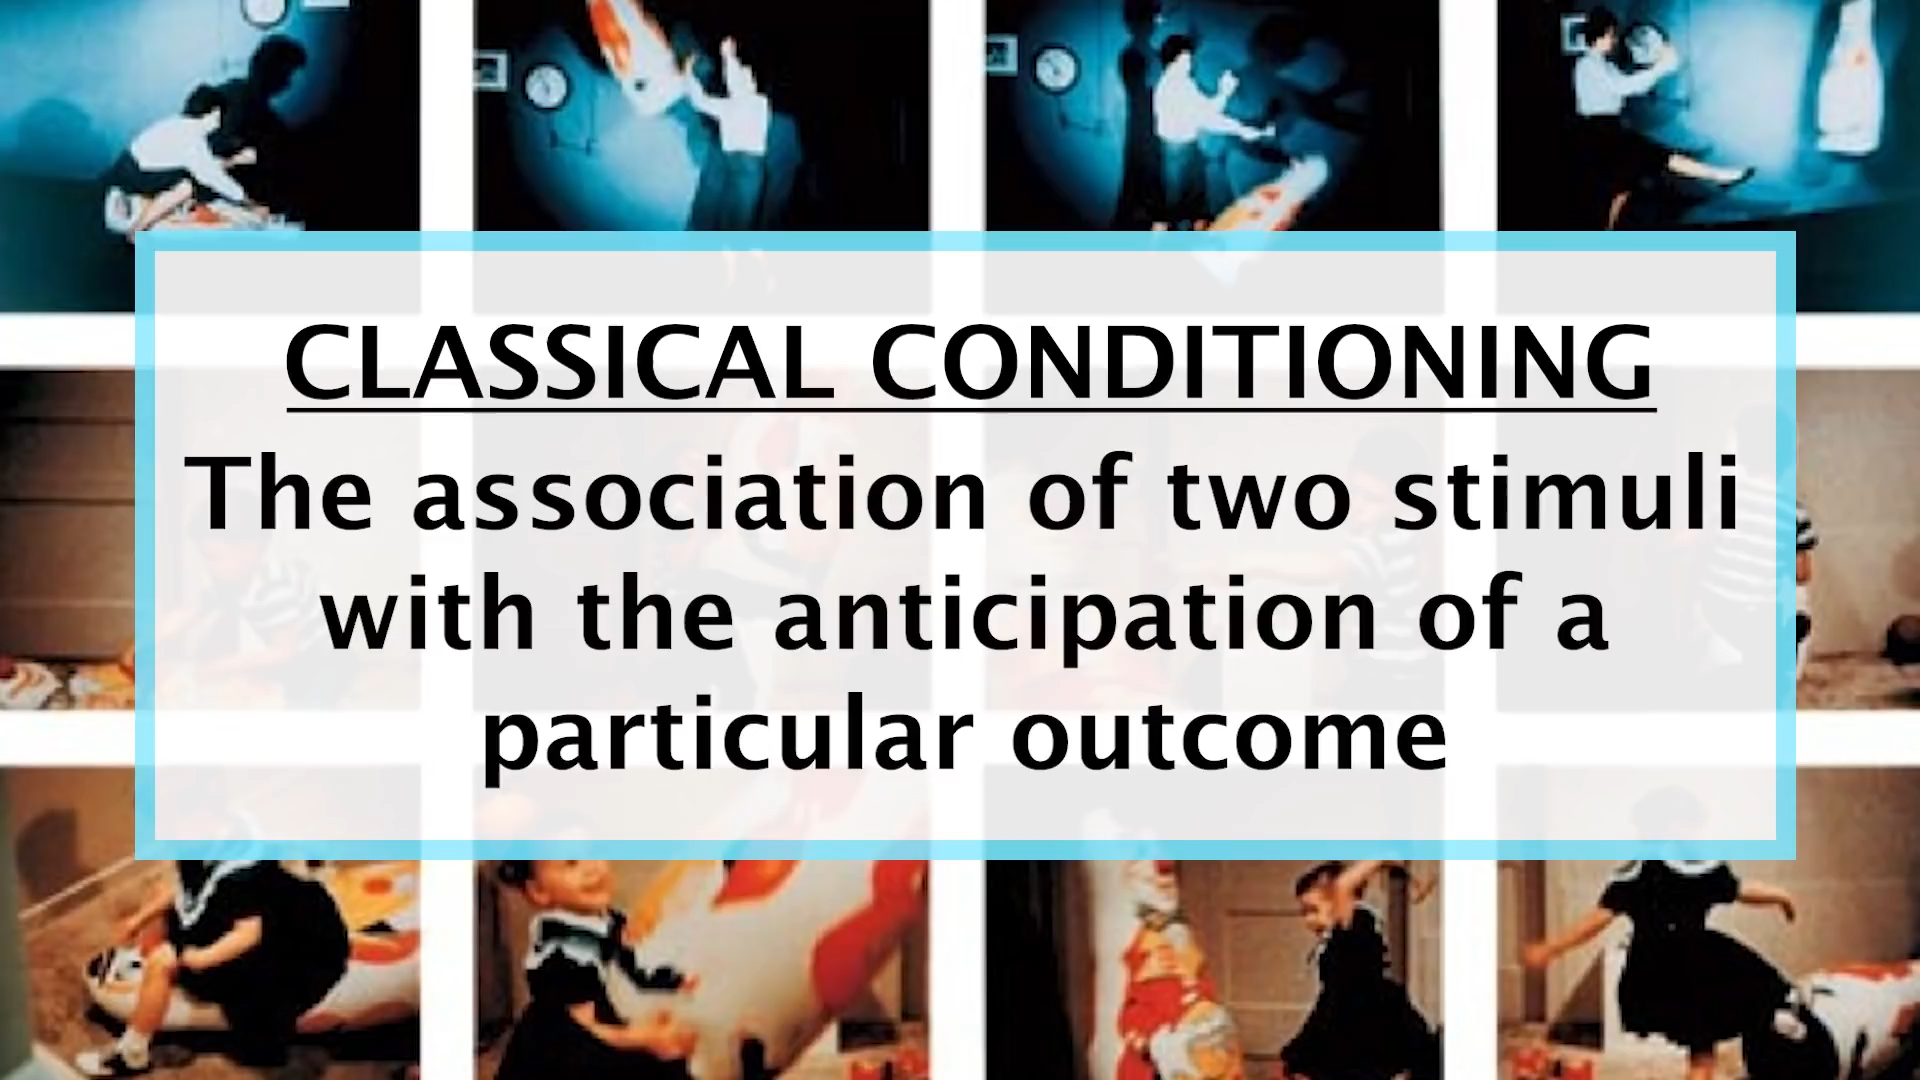 CLASSICAL CONDITIONING
The association of two stimuli
with the anticipation of a
particular outcome